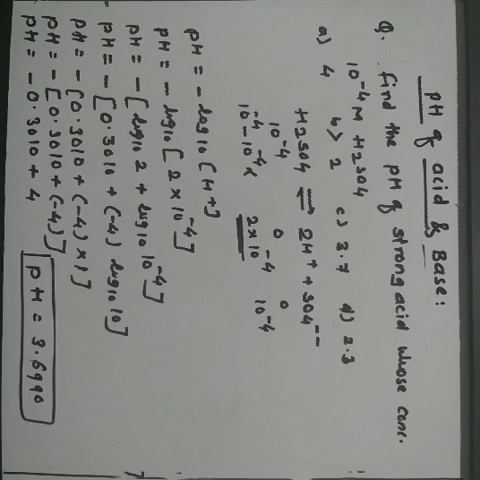 pH of acid & Base:
Q. find the pH of strong acid whose conc.
10⁻⁴M H2SO4
a) 4 b) 2 c) 3.7 d) 2.3
H2SO4 ⇌ 2H⁺ + SO4⁻⁻
10⁻⁴ 0 0
10⁻⁴-10⁻⁴x 2x10⁻⁴ 10⁻⁴
pH = - log10 [H+]
pH = - log10 [2 x 10⁻⁴]
pH = - [log10 2 + log10 10⁻⁴]
pH = - [0.3010 + (-4) log10 10]
pH = - [0.3010 + (-4) x 1]
pH = - [0.3010 + (-4)]
pH = - 0.3010 + 4
pH = 3.6990